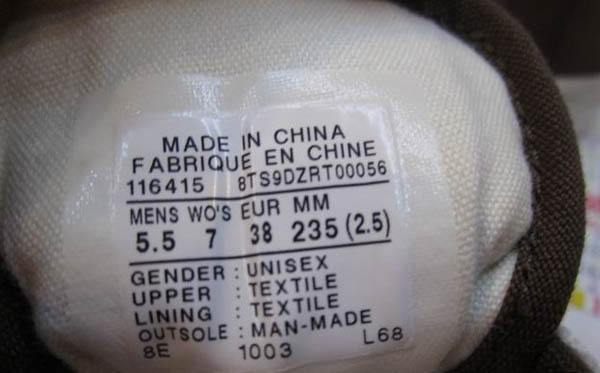 MADE IN CHINA
FABRIQUE EN CHINE
116415 8TS9DZRT00056
MENS WO'S EUR MM
5.5 7 38 235 (2.5)
GENDER : UNISEX
UPPER : TEXTILE
LINING : TEXTILE
OUTSOLE : MAN-MADE
8E 1003 L68